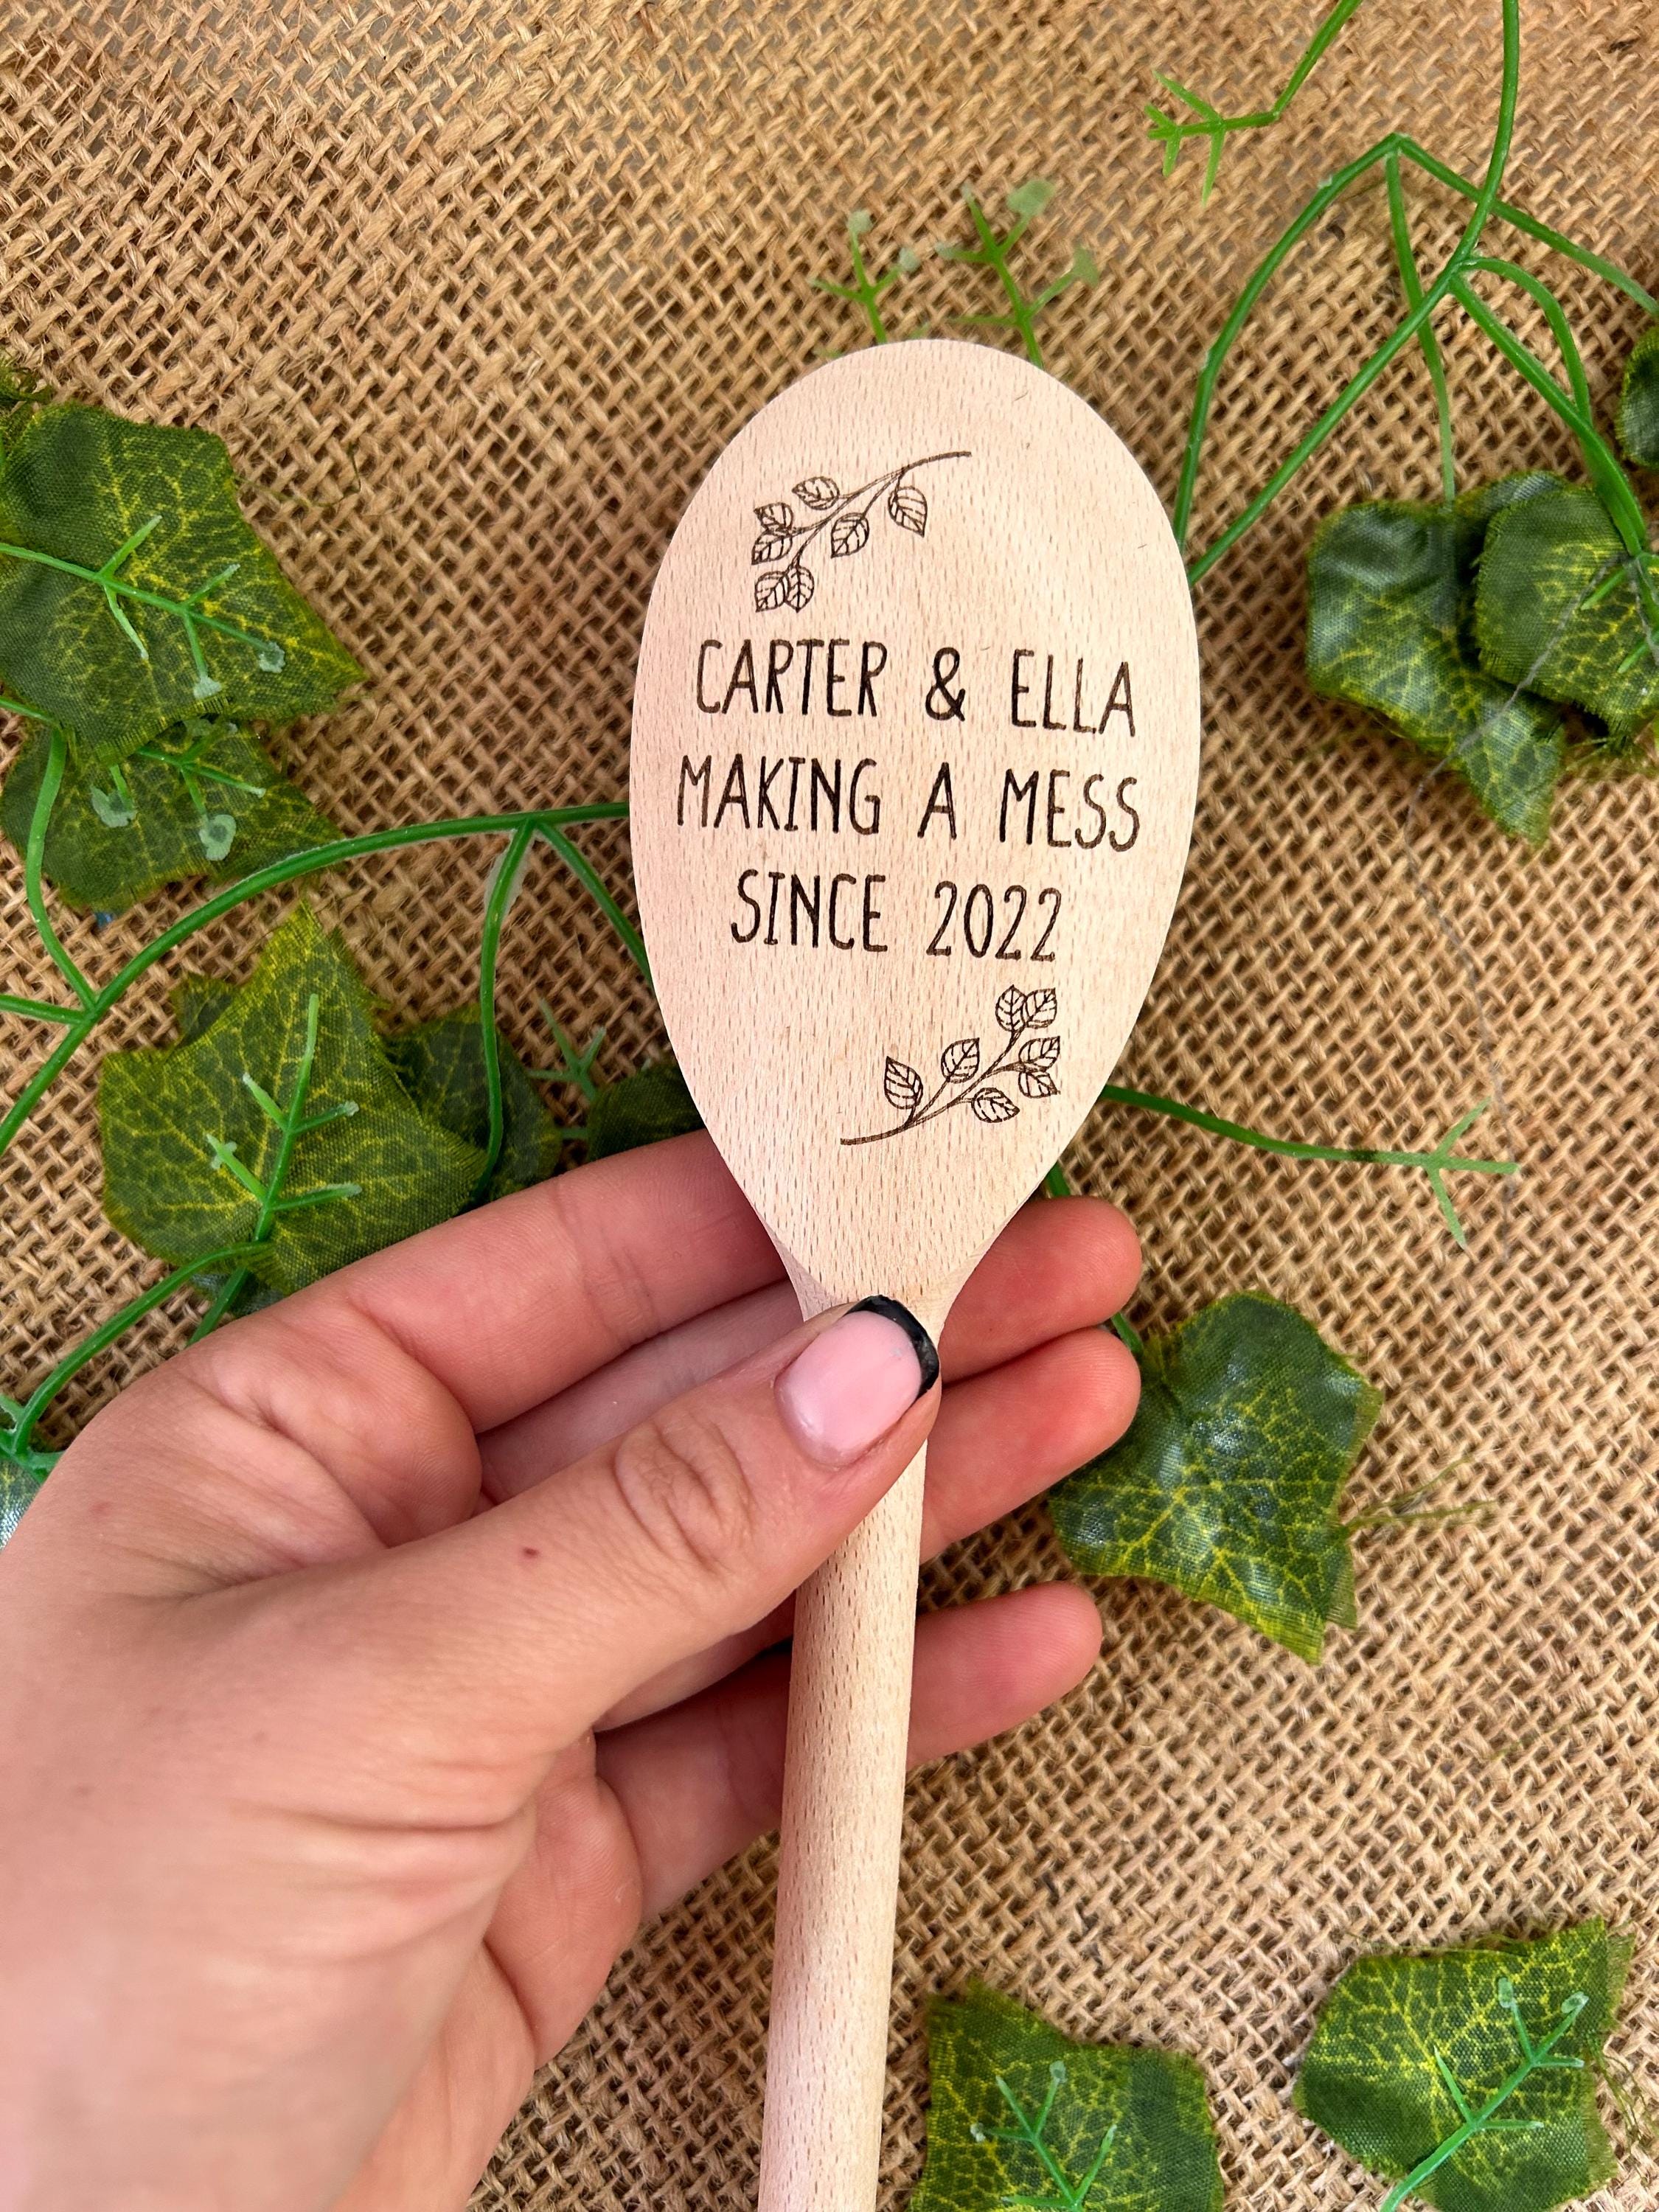 CARTER & ELLA
MAKING A MESS
SINCE 2022